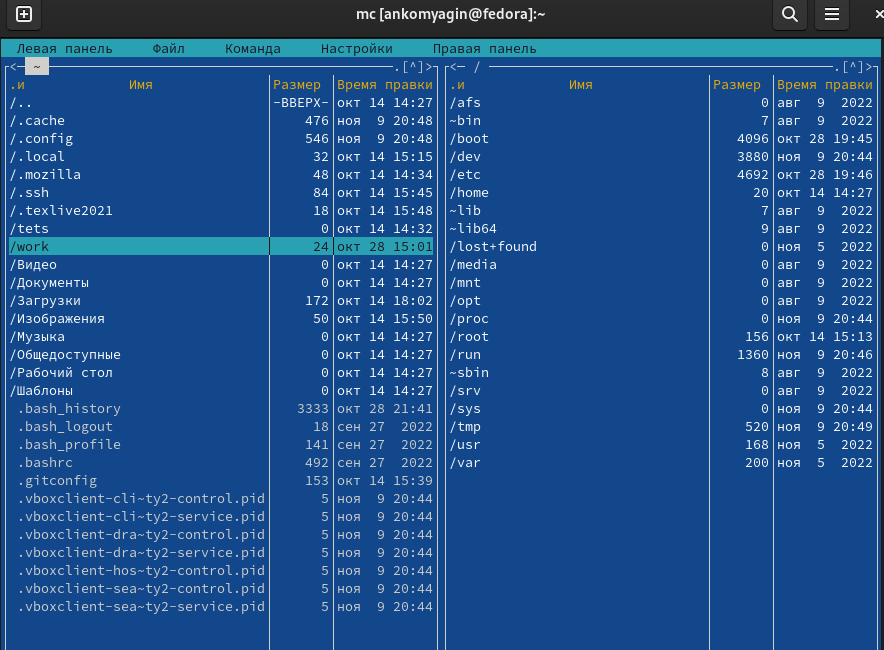 mc [ankomyagin@fedora]:~
Левая панель Файл Команда Настройки Правая панель
<─ ~ .[^]>
.и Имя Размер Время правки
/.. -ВВЕРХ- окт 14 14:27
/.cache 476 ноя 9 20:48
/.config 546 ноя 9 20:48
/.local 32 окт 14 15:15
/.mozilla 48 окт 14 14:34
/.ssh 84 окт 14 15:45
/.texlive2021 18 окт 14 15:48
/tets 0 окт 14 14:32
/work 24 окт 28 15:01
/Видео 0 окт 14 14:27
/Документы 0 окт 14 14:27
/Загрузки 172 окт 14 18:02
/Изображения 50 окт 14 15:50
/Музыка 0 окт 14 14:27
/Общедоступные 0 окт 14 14:27
/Рабочий стол 0 окт 14 14:27
/Шаблоны 0 окт 14 14:27
.bash_history 3333 окт 28 21:41
.bash_logout 18 сен 27 2022
.bash_profile 141 сен 27 2022
.bashrc 492 сен 27 2022
.gitconfig 153 окт 14 15:39
.vboxclient-cli~ty2-control.pid 5 ноя 9 20:44
.vboxclient-cli~ty2-service.pid 5 ноя 9 20:44
.vboxclient-dra~ty2-control.pid 5 ноя 9 20:44
.vboxclient-dra~ty2-service.pid 5 ноя 9 20:44
.vboxclient-hos~ty2-control.pid 5 ноя 9 20:44
.vboxclient-sea~ty2-control.pid 5 ноя 9 20:44
.vboxclient-sea~ty2-service.pid 5 ноя 9 20:44
<─ / .[^]>
.и Имя Размер Время правки
/afs 0 авг 9 2022
~bin 7 авг 9 2022
/boot 4096 окт 28 19:45
/dev 3880 ноя 9 20:44
/etc 4692 окт 28 19:46
/home 20 окт 14 14:27
~lib 7 авг 9 2022
~lib64 9 авг 9 2022
/lost+found 0 ноя 5 2022
/media 0 авг 9 2022
/mnt 0 авг 9 2022
/opt 0 авг 9 2022
/proc 0 ноя 9 20:44
/root 156 окт 14 15:13
/run 1360 ноя 9 20:46
~sbin 8 авг 9 2022
/srv 0 авг 9 2022
/sys 0 ноя 9 20:44
/tmp 520 ноя 9 20:49
/usr 168 ноя 5 2022
/var 200 ноя 5 2022